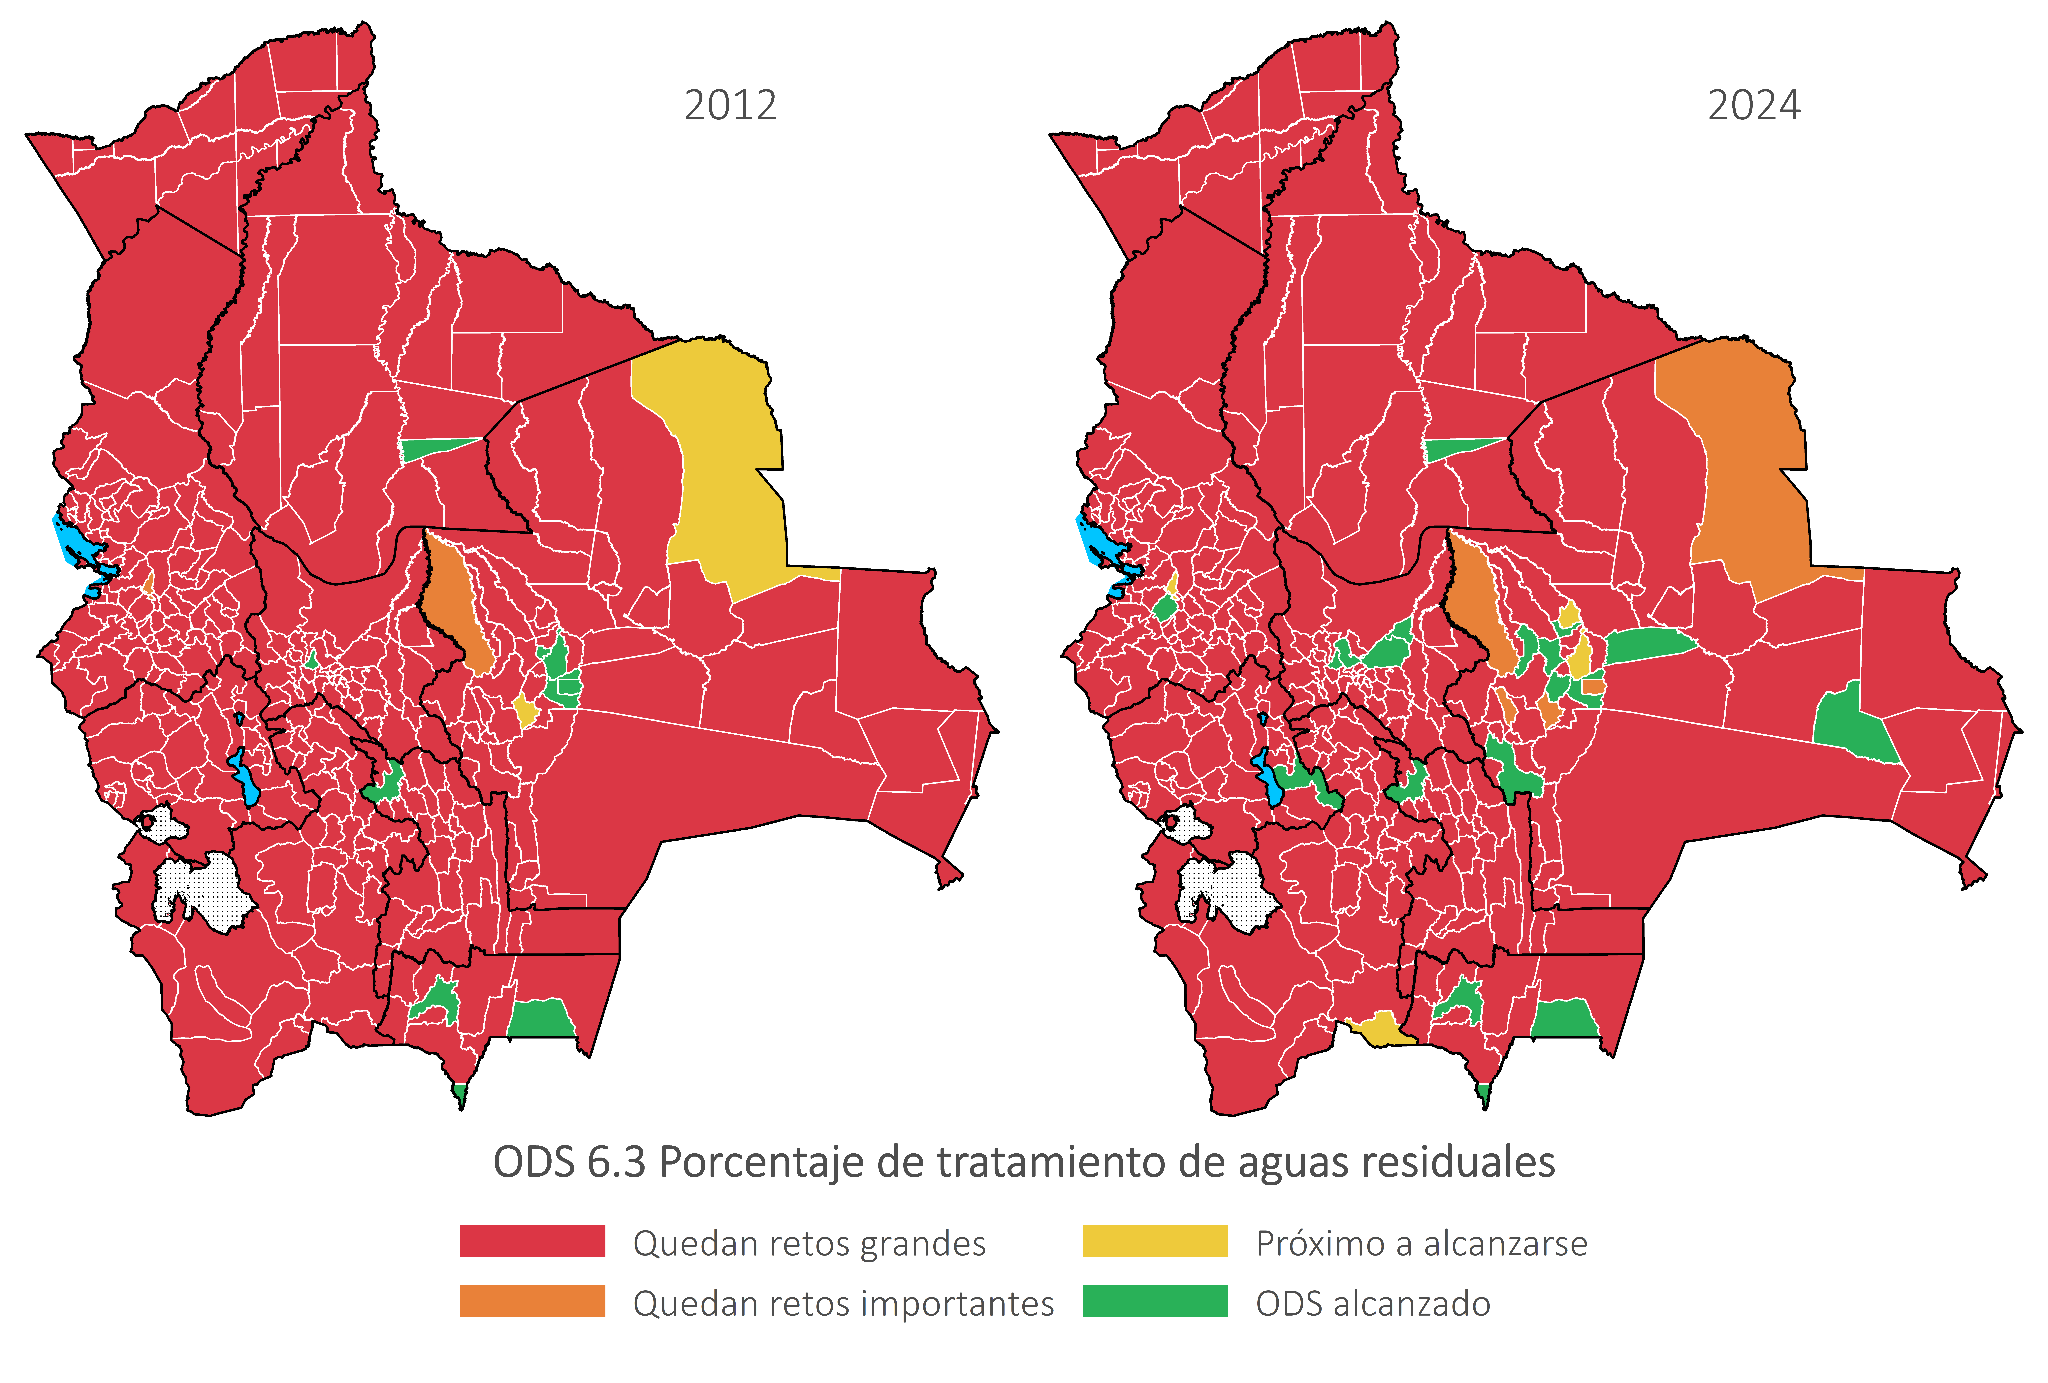 2012
2024
ODS 6.3 Porcentaje de tratamiento de aguas residuales
Quedan retos grandes
Próximo a alcanzarse
Quedan retos importantes
ODS alcanzado